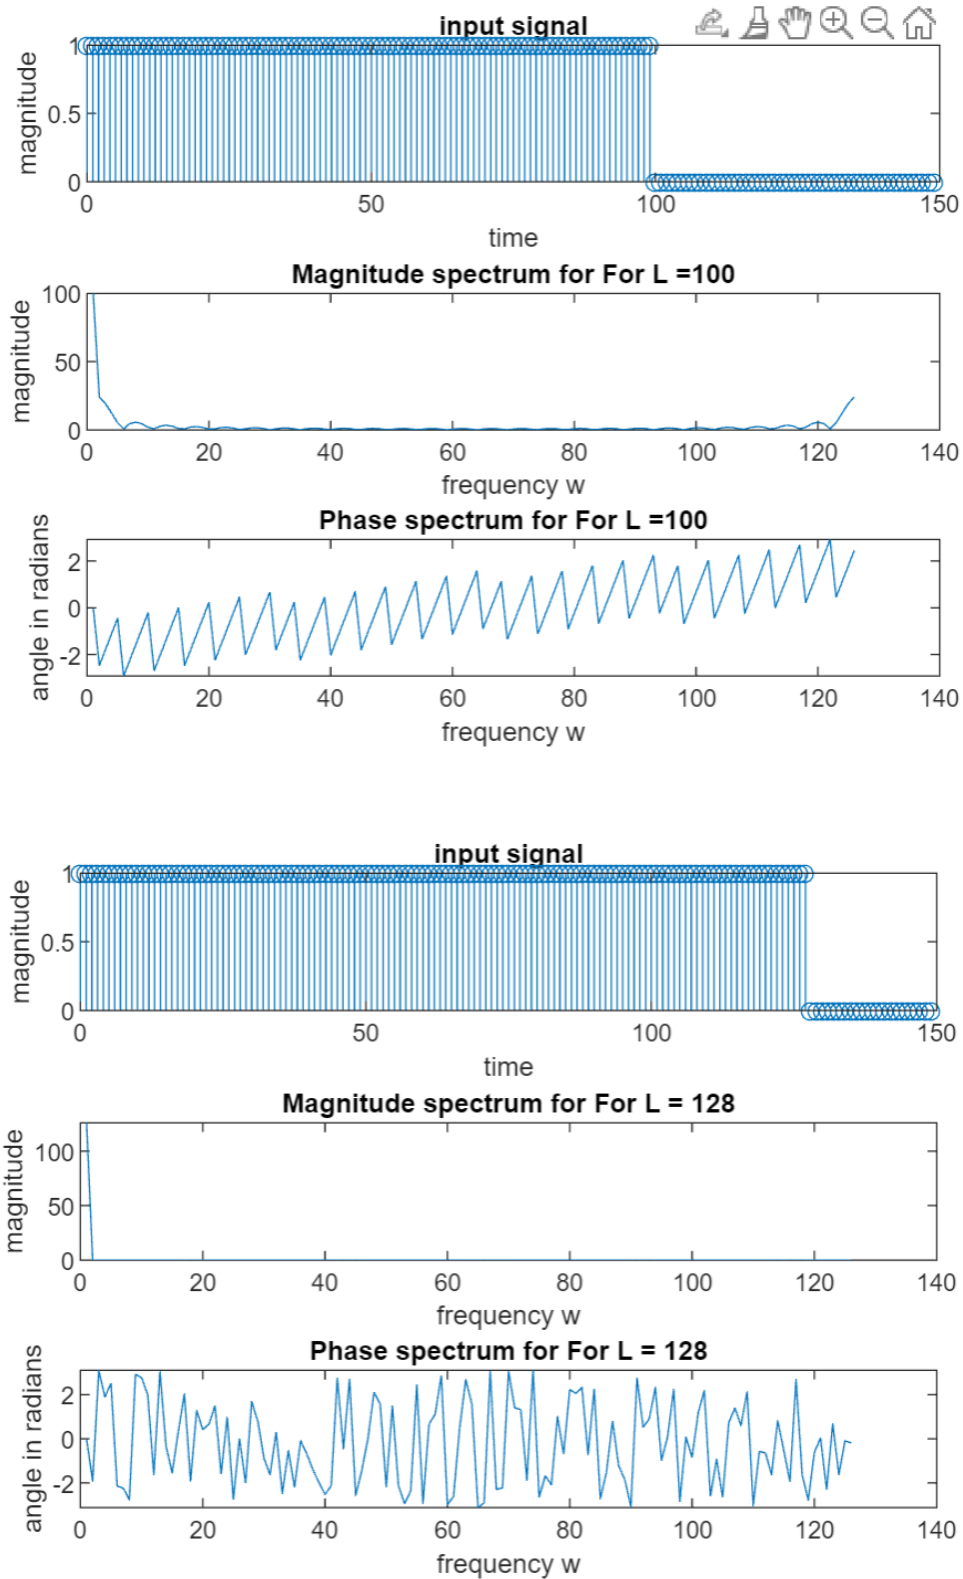 input signal
1
0.5
0
magnitude
0 50 100 150
time
Magnitude spectrum for For L =100
100
50
0
magnitude
0 20 40 60 80 100 120 140
frequency w
Phase spectrum for For L =100
2
0
-2
angle in radians
0 20 40 60 80 100 120 140
frequency w
input signal
1
0.5
0
magnitude
0 50 100 150
time
Magnitude spectrum for For L = 128
100
50
0
magnitude
0 20 40 60 80 100 120 140
frequency w
Phase spectrum for For L = 128
2
0
-2
angle in radians
0 20 40 60 80 100 120 140
frequency w